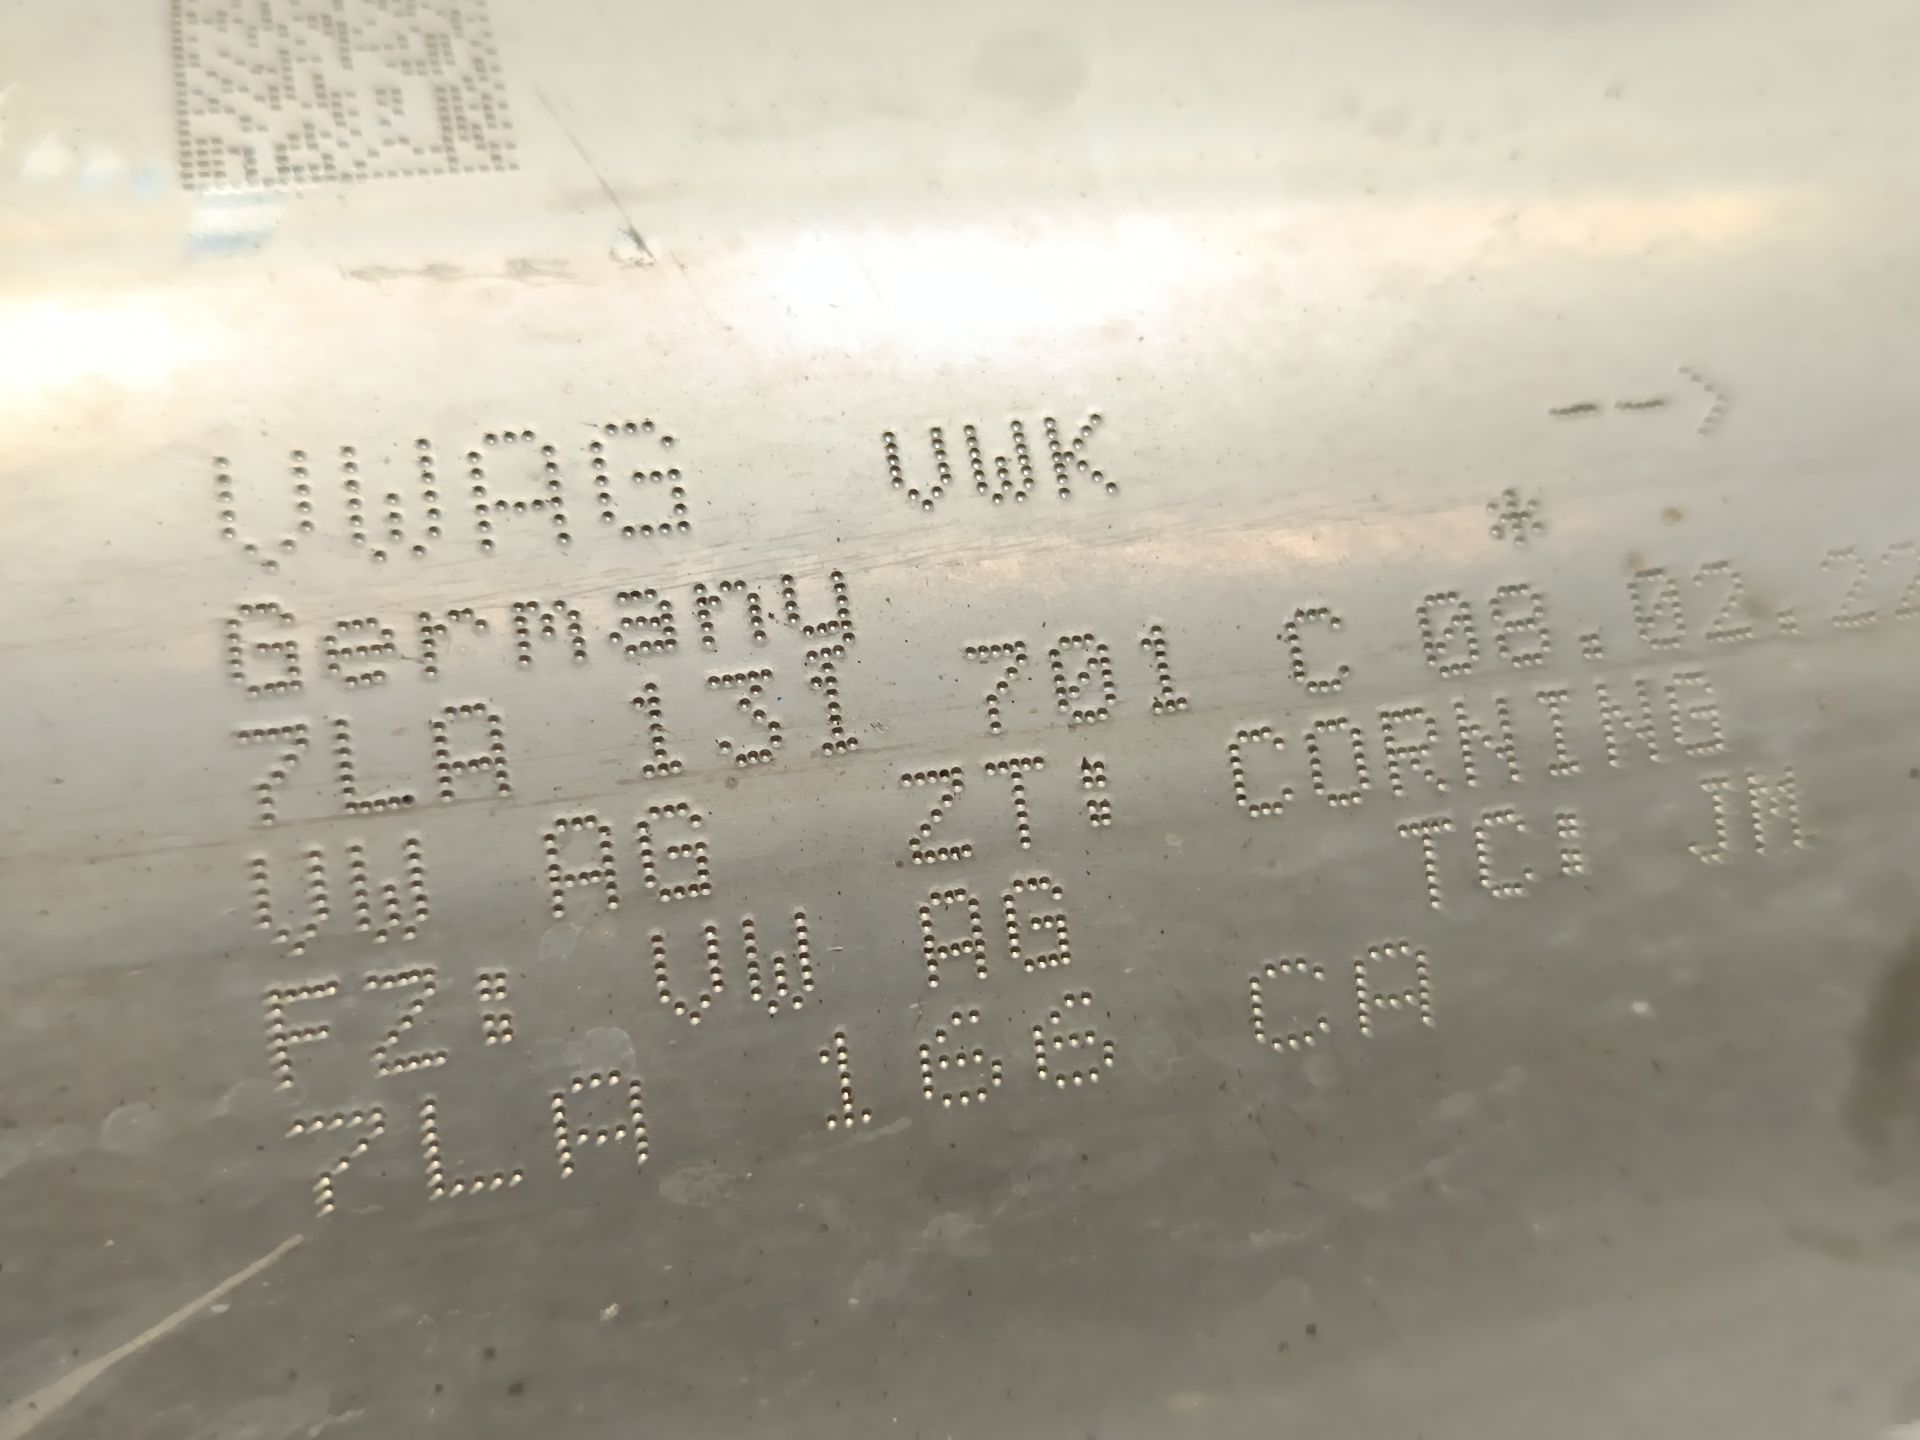 VWAG VWK -->
Germany *
7LA 131 701 C 08.02.22
VW AG ZT: CORNING
FZ: VW AG TC: JM
7LA 166 CA